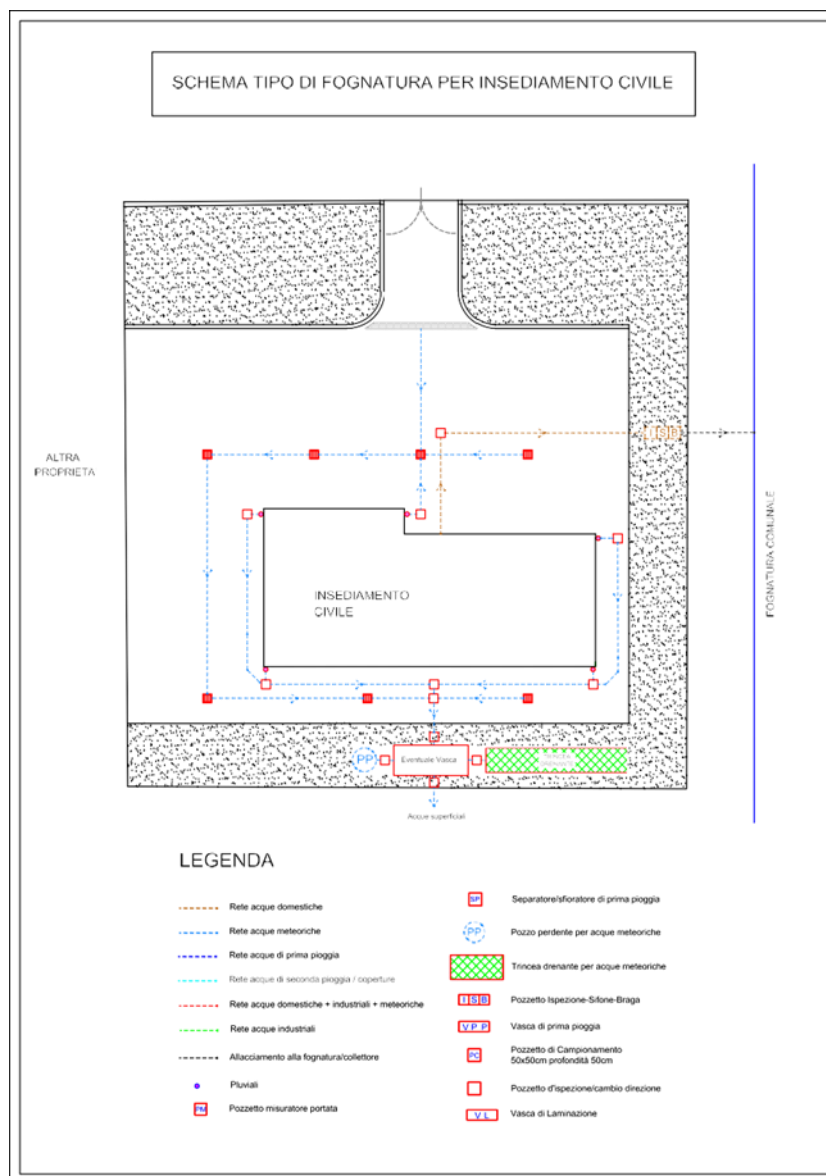 SCHEMA TIPO DI FOGNATURA PER INSEDIAMENTO CIVILE
ALTRA
PROPRIETA
I S B
FOGNATURA COMUNALE
INSEDIAMENTO
CIVILE
PP
Eventuale Vasca
TRINCEA
DRENANTE
Acque superficiali
LEGENDA
Rete acque domestiche
Rete acque meteoriche
Rete acque di prima pioggia
Rete acque di seconda pioggia / coperture
Rete acque domestiche + industriali + meteoriche
Rete acque industriali
Allacciamento alla fognatura/collettore
Pluviali
PM Pozzetto misuratore portata
SP Separatore/sfioratore di prima pioggia
PP Pozzo perdente per acque meteoriche
Trincea drenante per acque meteoriche
I S B Pozzetto Ispezione-Sifone-Braga
V P P Vasca di prima pioggia
PC Pozzetto di Campionamento
50x50cm profondità 50cm
Pozzetto d'ispezione/cambio direzione
V L Vasca di Laminazione